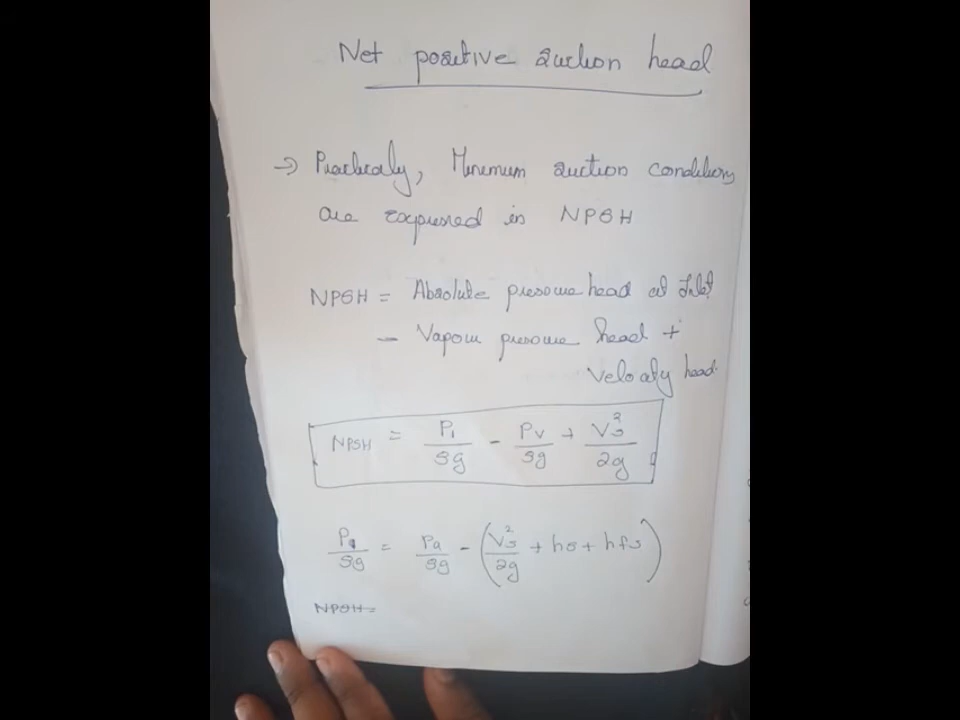 Net positive suction head
→ Practically, Minimum suction conditions
are expressed in NPSH
NPSH = Absolute pressure head at Inlet
- Vapour pressure head +
Velocity head.
NPSH = P₁/ρg - Pv/ρg + Vs²/2g
P₁/ρg = Pa/ρg - (Vs²/2g + hs + hfs)
NPSH=